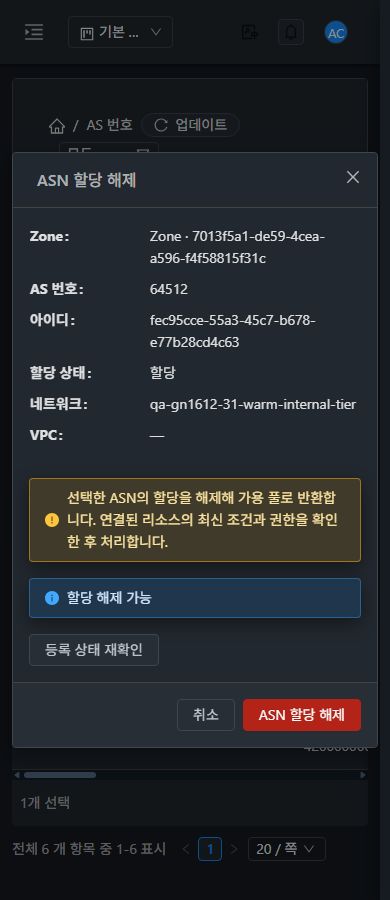 기본 ...
AC
/ AS 번호 업데이트
ASN 할당 해제
Zone: Zone · 7013f5a1-de59-4cea-
a596-f4f58815f31c
AS 번호: 64512
아이디: fec95cce-55a3-45c7-b678-
e77b28cd4c63
할당 상태: 할당
네트워크: qa-gn1612-31-warm-internal-tier
VPC: —
선택한 ASN의 할당을 해제해 가용 풀로 반환합
니다. 연결된 리소스의 최신 조건과 권한을 확인
한 후 처리합니다.
할당 해제 가능
등록 상태 재확인
취소 ASN 할당 해제
1개 선택
전체 6 개 항목 중 1-6 표시 < 1 > 20 / 쪽